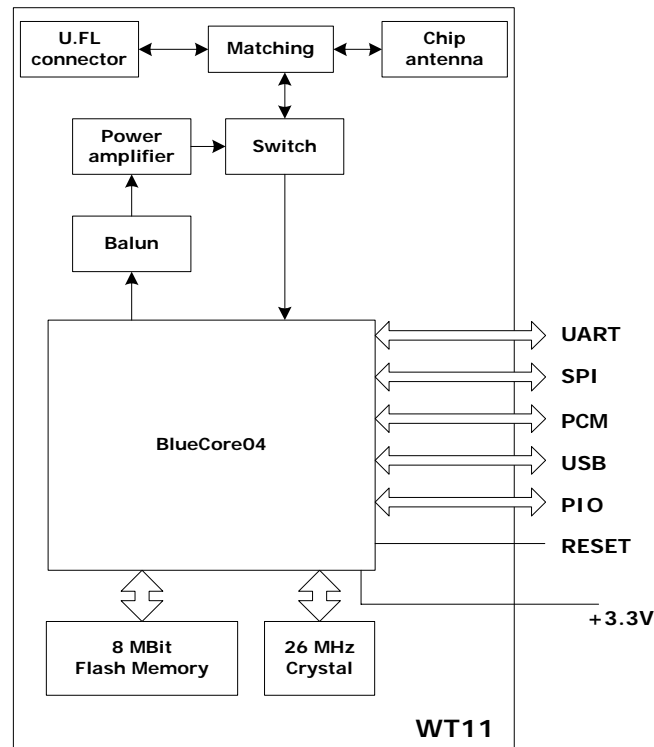 U.FL
connector
Matching
Chip
antenna
Power
amplifier
Switch
Balun
BlueCore04
UART
SPI
PCM
USB
PIO
RESET
+3.3V
8 MBit
Flash Memory
26 MHz
Crystal
WT11